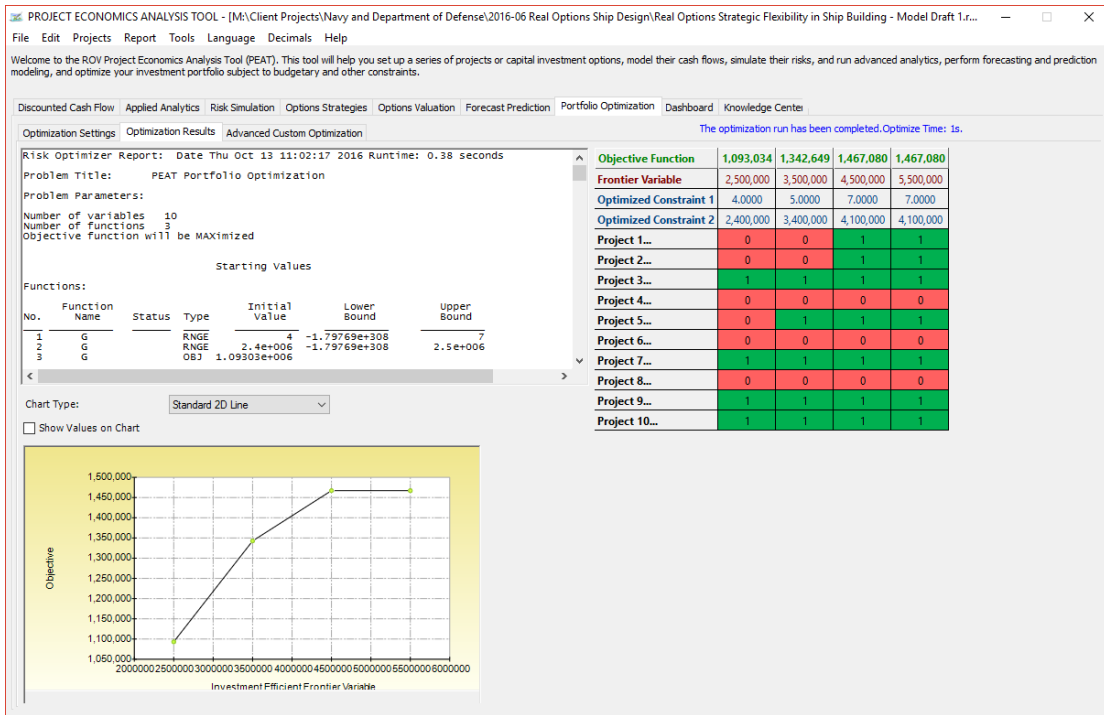 PROJECT ECONOMICS ANALYSIS TOOL - [M:\Client Projects\Navy and Department of Defense\2016-06 Real Options Ship Design\Real Options Strategic Flexibility in Ship Building - Model Draft 1.r...
File Edit Projects Report Tools Language Decimals Help
Welcome to the ROV Project Economics Analysis Tool (PEAT). This tool will help you set up a series of projects or capital investment options, model their cash flows, simulate their risks, and run advanced analytics, perform forecasting and prediction
modeling, and optimize your investment portfolio subject to budgetary and other constraints.
Discounted Cash Flow Applied Analytics Risk Simulation Options Strategies Options Valuation Forecast Prediction Portfolio Optimization Dashboard Knowledge Center
Optimization Settings Optimization Results Advanced Custom Optimization
The optimization run has been completed.Optimize Time: 1s.
Risk Optimizer Report: Date Thu Oct 13 11:02:17 2016 Runtime: 0.38 seconds
Problem Title: PEAT Portfolio Optimization
Problem Parameters:
Number of variables 10
Number of functions 3
Objective function will be MAXimized
Starting Values
Functions:
Function Initial Lower Upper
No. Name Status Type Value Bound Bound
1 G RNGE 4 -1.79769e+308 7
2 G RNGE 2.4e+006 -1.79769e+308 2.5e+006
3 G OBJ 1.09303e+006
Objective Function 1,093,034 1,342,649 1,467,080 1,467,080
Frontier Variable 2,500,000 3,500,000 4,500,000 5,500,000
Optimized Constraint 1 4.0000 5.0000 7.0000 7.0000
Optimized Constraint 2 2,400,000 3,400,000 4,100,000 4,100,000
Project 1... 0 0 1 1
Project 2... 0 0 1 1
Project 3... 1 1 1 1
Project 4... 0 0 0 0
Project 5... 0 1 1 1
Project 6... 0 0 0 0
Project 7... 1 1 1 1
Project 8... 0 0 0 0
Project 9... 1 1 1 1
Project 10... 1 1 1 1
Chart Type: Standard 2D Line
Show Values on Chart
1,500,000
1,450,000
1,400,000
1,350,000
1,300,000
1,250,000
1,200,000
1,150,000
1,100,000
1,050,000
Objective
2000000 2500000 3000000 3500000 4000000 4500000 5000000 5500000 6000000
Investment Efficient Frontier Variable